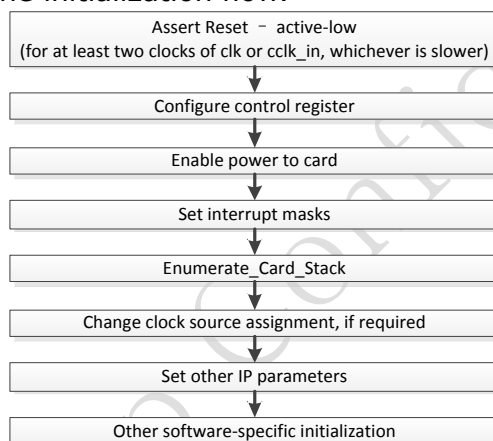 Assert Reset – active-low
(for at least two clocks of clk or cclk_in, whichever is slower)
Configure control register
Enable power to card
Set interrupt masks
Enumerate_Card_Stack
Change clock source assignment, if required
Set other IP parameters
Other software-specific initialization